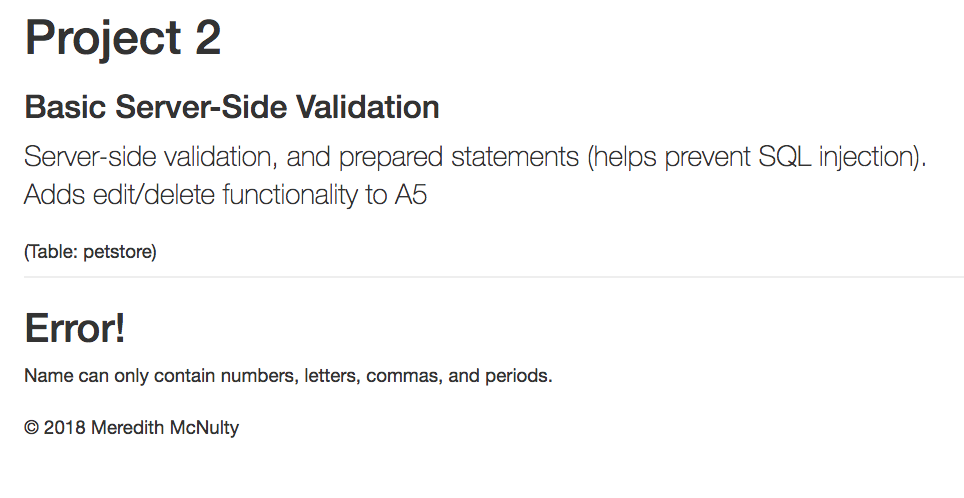 Project 2
Basic Server-Side Validation
Server-side validation, and prepared statements (helps prevent SQL injection).
Adds edit/delete functionality to A5
(Table: petstore)
Error!
Name can only contain numbers, letters, commas, and periods.
© 2018 Meredith McNulty